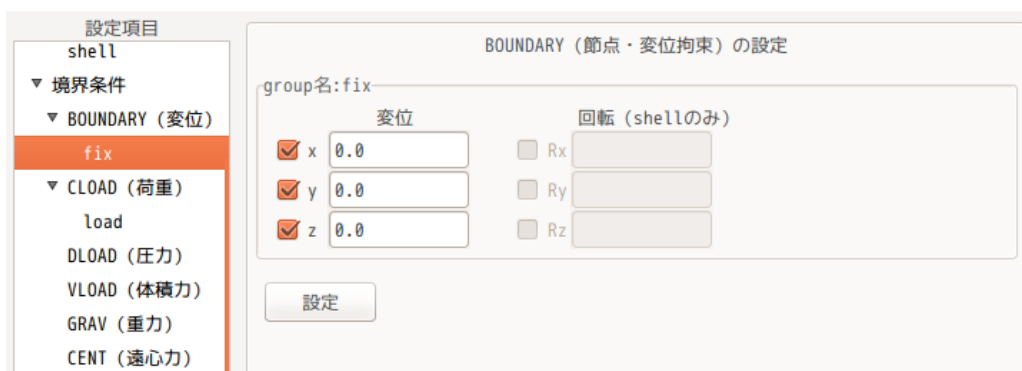 設定項目
shell
▼ 境界条件
▼ BOUNDARY (変位)
fix
▼ CLOAD (荷重)
load
DLOAD (圧力)
VLOAD (体積力)
GRAV (重力)
CENT (遠心力)
BOUNDARY (節点・変位拘束) の設定
group名:fix
変位 回転 (shellのみ)
x 0.0 Rx
y 0.0 Ry
z 0.0 Rz
設定